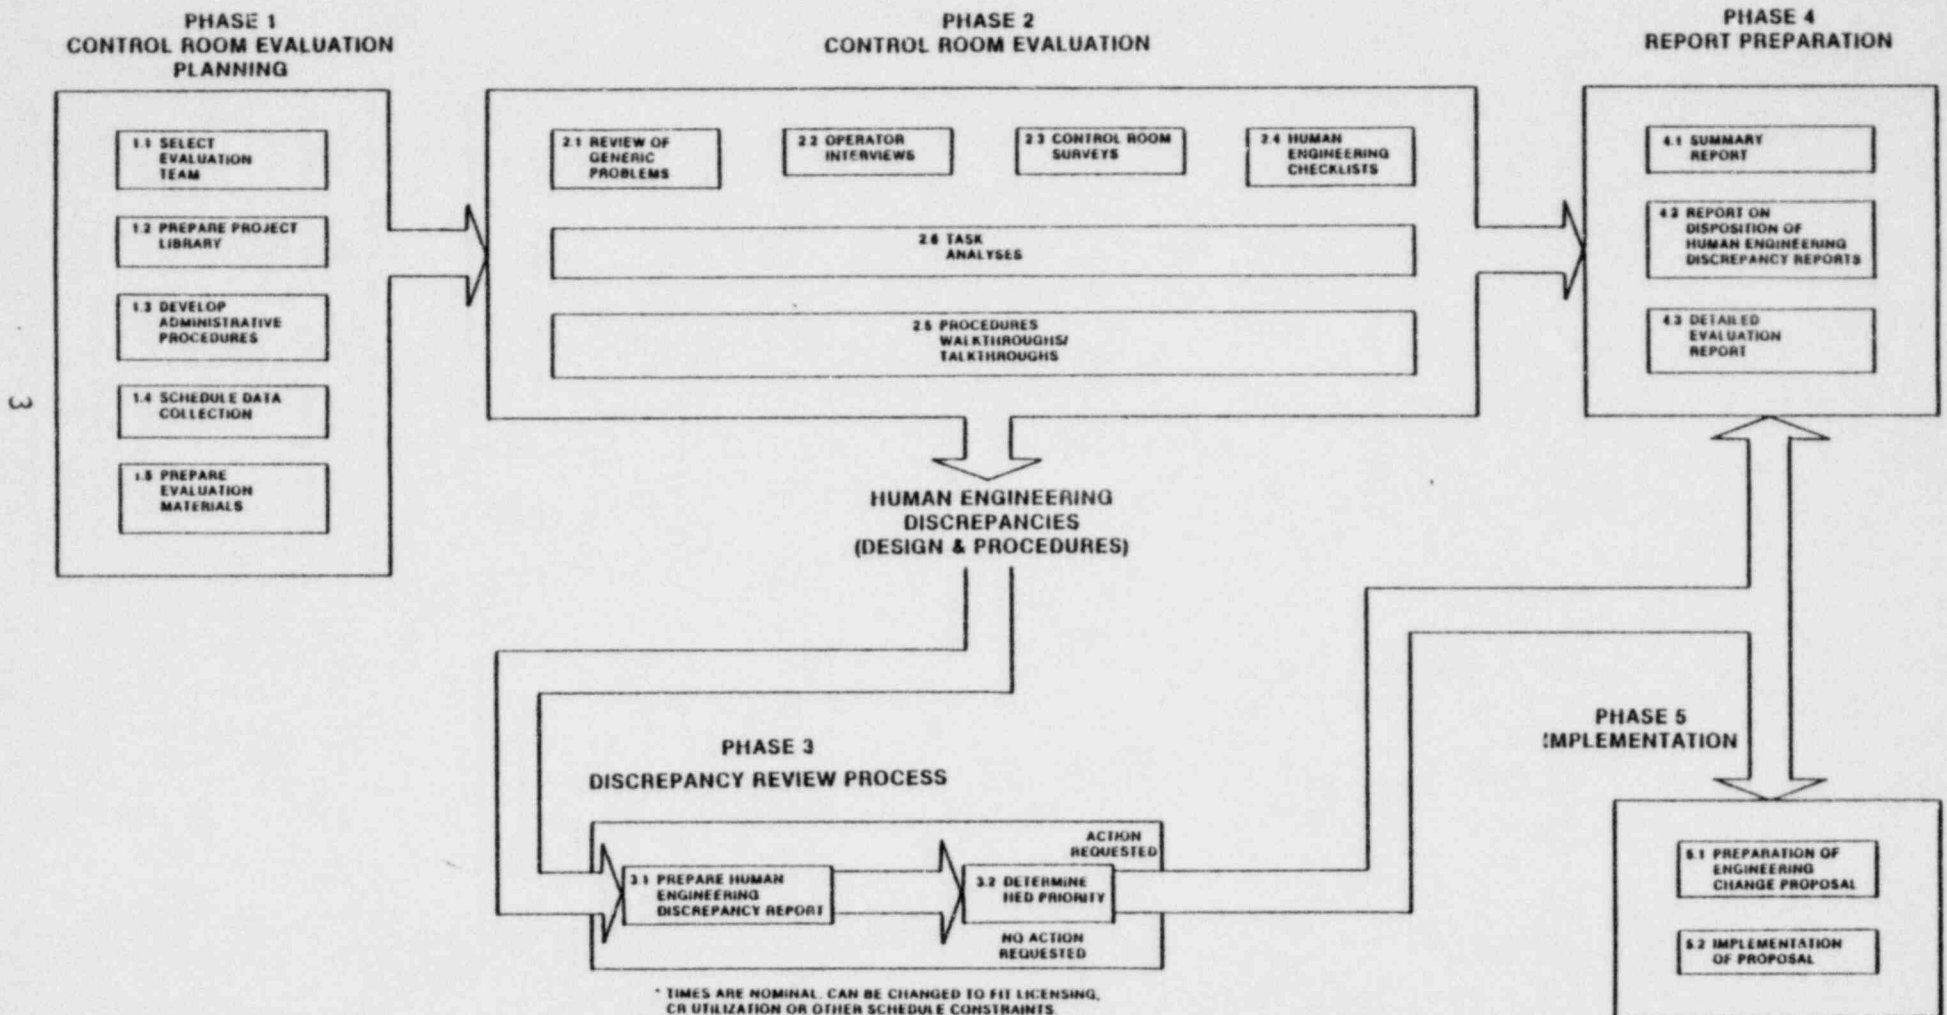 PHASE 1
CONTROL ROOM EVALUATION
PLANNING
1.1 SELECT
EVALUATION
TEAM
1.2 PREPARE PROJECT
LIBRARY
1.3 DEVELOP
ADMINISTRATIVE
PROCEDURES
1.4 SCHEDULE DATA
COLLECTION
1.5 PREPARE
EVALUATION
MATERIALS
3
PHASE 2
CONTROL ROOM EVALUATION
2.1 REVIEW OF
GENERIC
PROBLEMS
2.2 OPERATOR
INTERVIEWS
2.3 CONTROL ROOM
SURVEYS
2.4 HUMAN
ENGINEERING
CHECKLISTS
2.6 TASK
ANALYSES
2.5 PROCEDURES
WALKTHROUGHS/
TALKTHROUGHS
HUMAN ENGINEERING
DISCREPANCIES
(DESIGN & PROCEDURES)
PHASE 3
DISCREPANCY REVIEW PROCESS
3.1 PREPARE HUMAN
ENGINEERING
DISCREPANCY REPORT
3.2 DETERMINE
HED PRIORITY
ACTION
REQUESTED
NO ACTION
REQUESTED
* TIMES ARE NOMINAL. CAN BE CHANGED TO FIT LICENSING,
CR UTILIZATION OR OTHER SCHEDULE CONSTRAINTS
PHASE 4
REPORT PREPARATION
4.1 SUMMARY
REPORT
4.2 REPORT ON
DISPOSITION OF
HUMAN ENGINEERING
DISCREPANCY REPORTS
4.3 DETAILED
EVALUATION
REPORT
PHASE 5
IMPLEMENTATION
5.1 PREPARATION OF
ENGINEERING
CHANGE PROPOSAL
5.2 IMPLEMENTATION
OF PROPOSAL